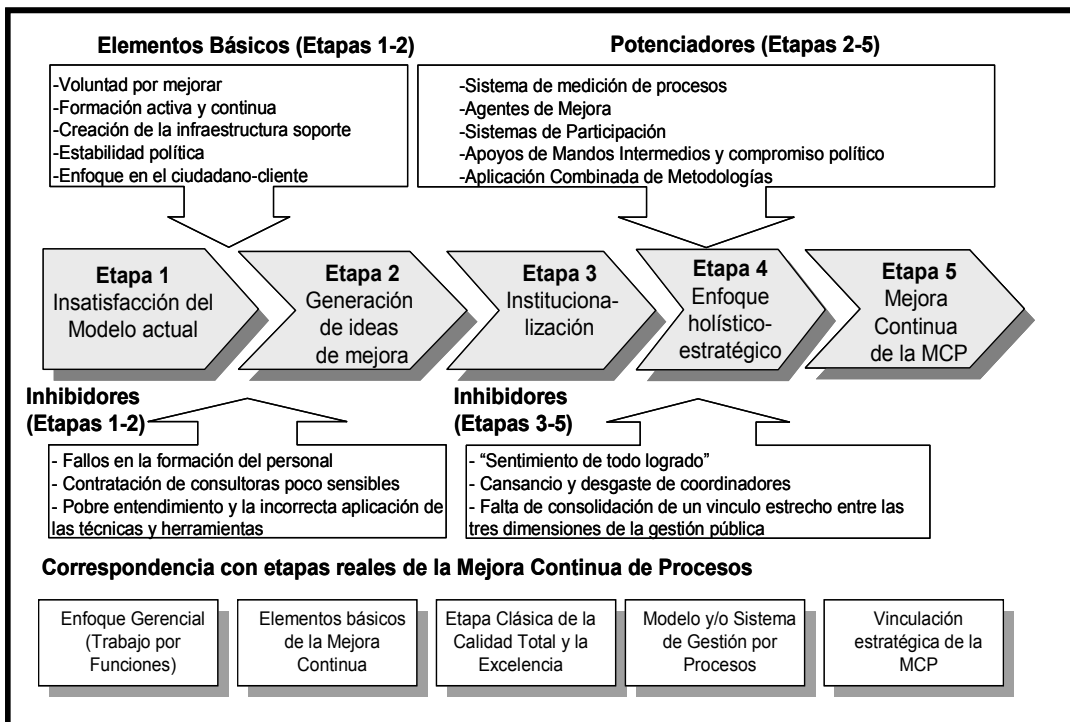 Elementos Básicos (Etapas 1-2)
-Voluntad por mejorar
-Formación activa y continua
-Creación de la infraestructura soporte
-Estabilidad política
-Enfoque en el ciudadano-cliente
Potenciadores (Etapas 2-5)
-Sistema de medición de procesos
-Agentes de Mejora
-Sistemas de Participación
-Apoyos de Mandos Intermedios y compromiso político
-Aplicación Combinada de Metodologías
Etapa 1
Insatisfacción del
Modelo actual
Etapa 2
Generación
de ideas
de mejora
Etapa 3
Instituciona-
lización
Etapa 4
Enfoque
holístico-
estratégico
Etapa 5
Mejora
Continua
de la MCP
Inhibidores
(Etapas 1-2)
- Fallos en la formación del personal
- Contratación de consultoras poco sensibles
- Pobre entendimiento y la incorrecta aplicación de
las técnicas y herramientas
Inhibidores
(Etapas 3-5)
- “Sentimiento de todo logrado”
- Cansancio y desgaste de coordinadores
- Falta de consolidación de un vinculo estrecho entre las
tres dimensiones de la gestión pública
Correspondencia con etapas reales de la Mejora Continua de Procesos
Enfoque Gerencial
(Trabajo por
Funciones)
Elementos básicos
de la Mejora
Continua
Etapa Clásica de la
Calidad Total y la
Excelencia
Modelo y/o Sistema
de Gestión por
Procesos
Vinculación
estratégica de la
MCP